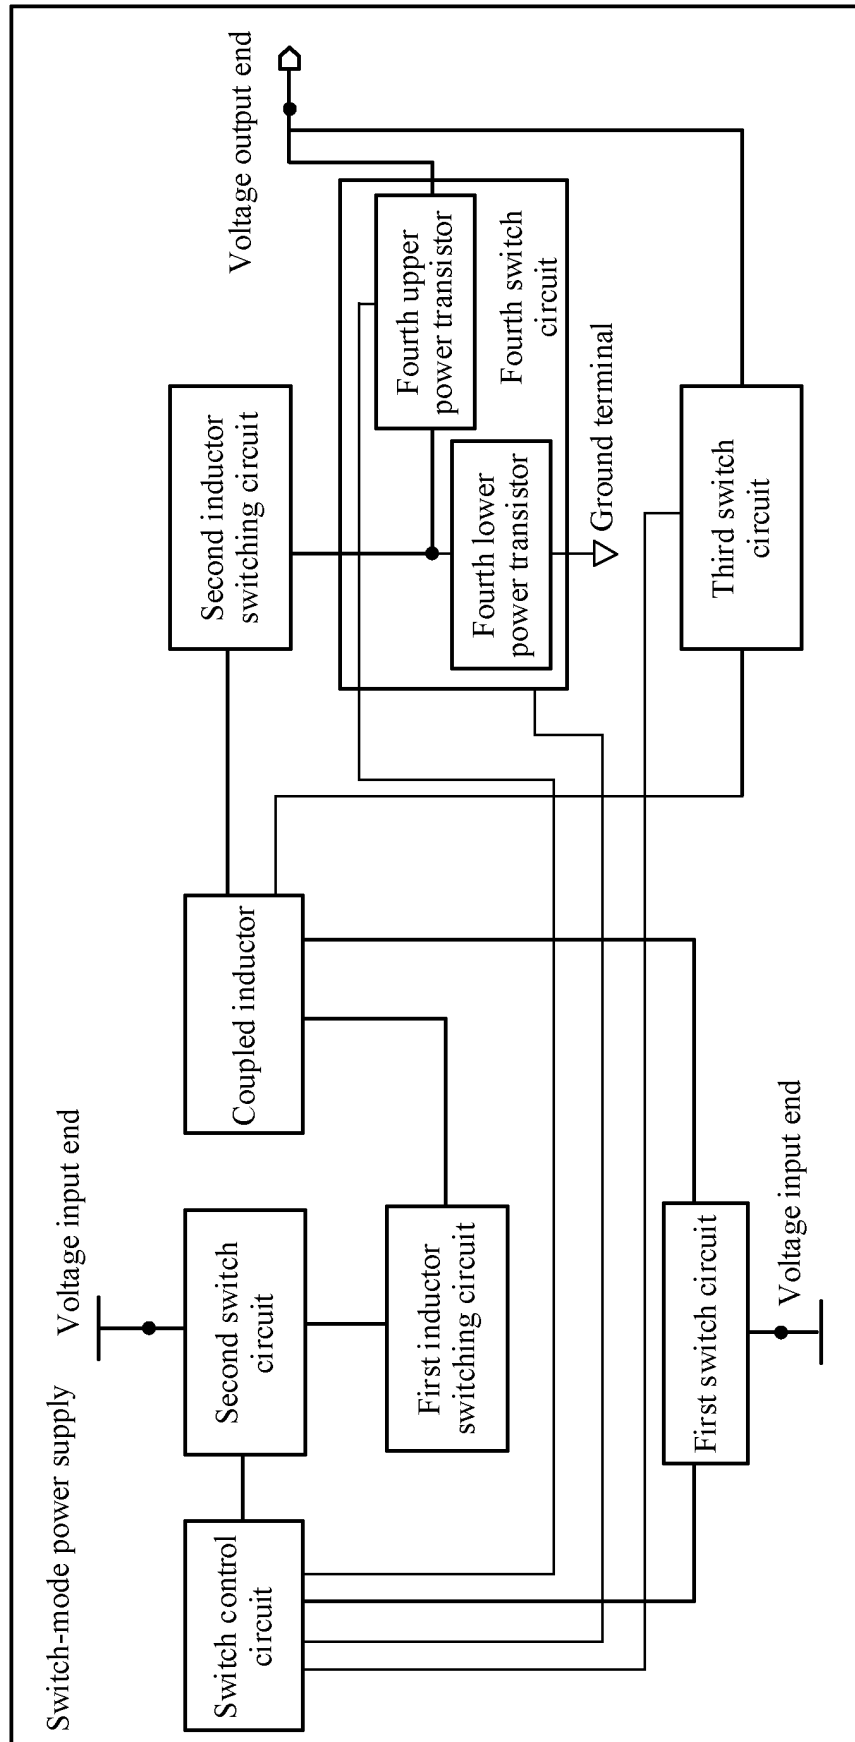 Switch-mode power supply
Voltage input end
Voltage output end
Switch control
circuit
Second switch
circuit
Coupled inductor
Second inductor
switching circuit
First inductor
switching circuit
Fourth upper
power transistor
Fourth switch
circuit
Fourth lower
power transistor
Ground terminal
First switch circuit
Third switch
circuit
Voltage input end